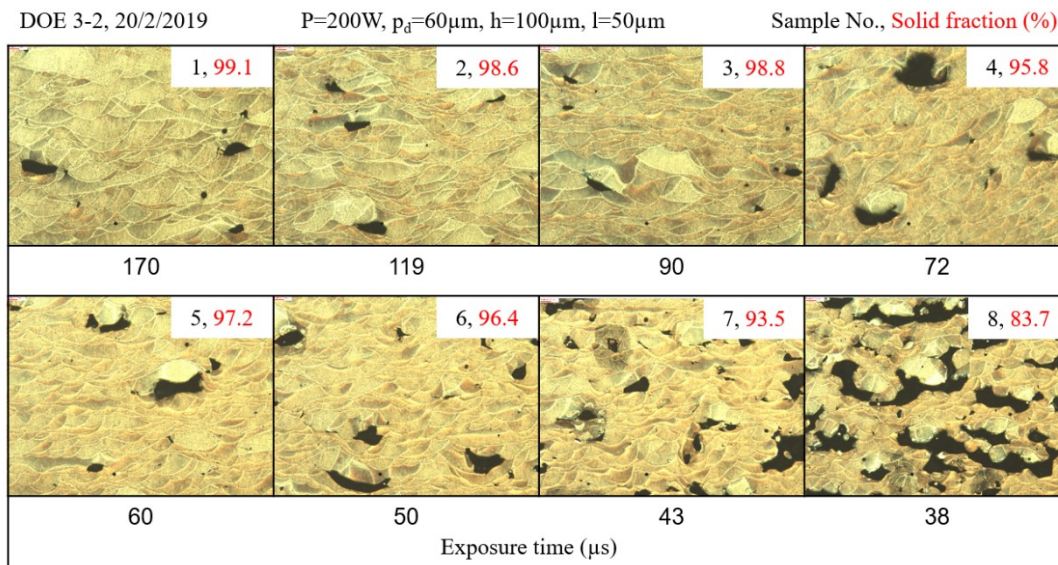 DOE 3-2, 20/2/2019 P=200W, pd=60μm, h=100μm, l=50μm Sample No., Solid fraction (%)
1, 99.1 2, 98.6 3, 98.8 4, 95.8
170 119 90 72
5, 97.2 6, 96.4 7, 93.5 8, 83.7
60 50 43 38
Exposure time (μs)